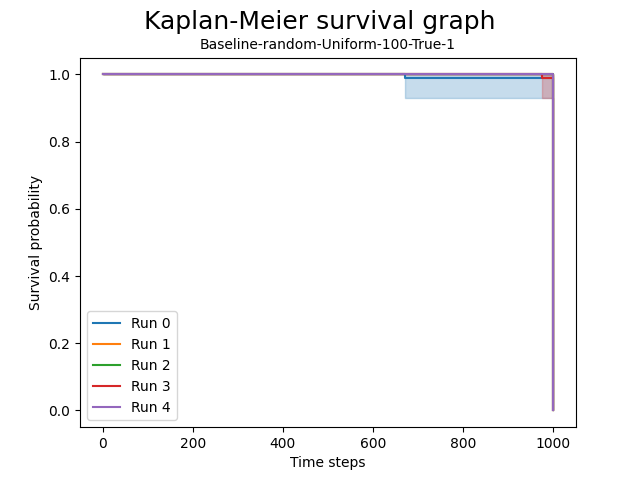 Kaplan-Meier survival graph
Baseline-random-Uniform-100-True-1
1.0
0.8
0.6
0.4
0.2
0.0
Survival probability
Run 0
Run 1
Run 2
Run 3
Run 4
0 200 400 600 800 1000
Time steps